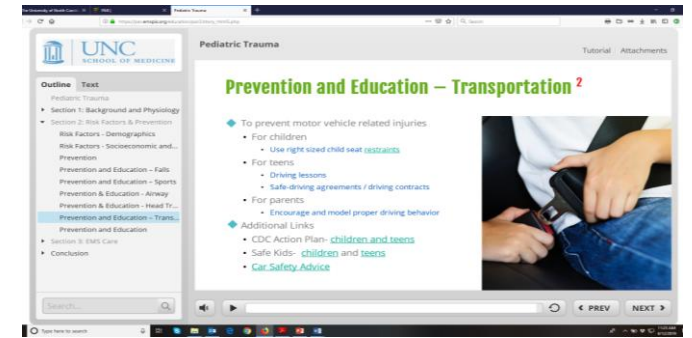 Pediatric Trauma
UNC
SCHOOL OF MEDICINE
Pediatric Trauma
Tutorial Attachments
Outline Text
Pediatric Trauma
Section 1: Background and Physiology
Section 2: Risk Factors & Prevention
Risk Factors - Demographics
Risk Factors - Socioeconomic and...
Prevention
Prevention and Education – Falls
Prevention and Education – Sports
Prevention & Education - Airway
Prevention & Education - Head Tr...
Prevention and Education – Trans...
Prevention and Education
Section 3: EMS Care
Conclusion
Search...
Prevention and Education – Transportation 2
To prevent motor vehicle related injuries
• For children
• Use right sized child seat restraints
• For teens
• Driving lessons
• Safe-driving agreements / driving contracts
• For parents
• Encourage and model proper driving behavior
Additional Links
• CDC Action Plan- children and teens
• Safe Kids- children and teens
• Car Safety Advice
< PREV NEXT >
Type here to search